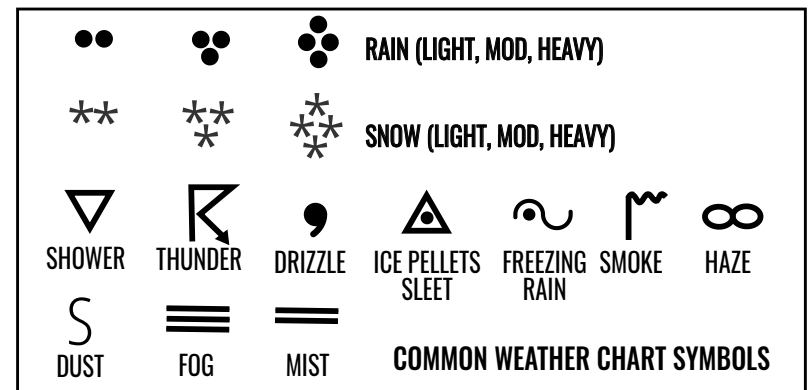 RAIN (LIGHT, MOD, HEAVY)
SNOW (LIGHT, MOD, HEAVY)
SHOWER THUNDER DRIZZLE ICE PELLETS FREEZING SMOKE HAZE
SLEET RAIN
DUST FOG MIST COMMON WEATHER CHART SYMBOLS